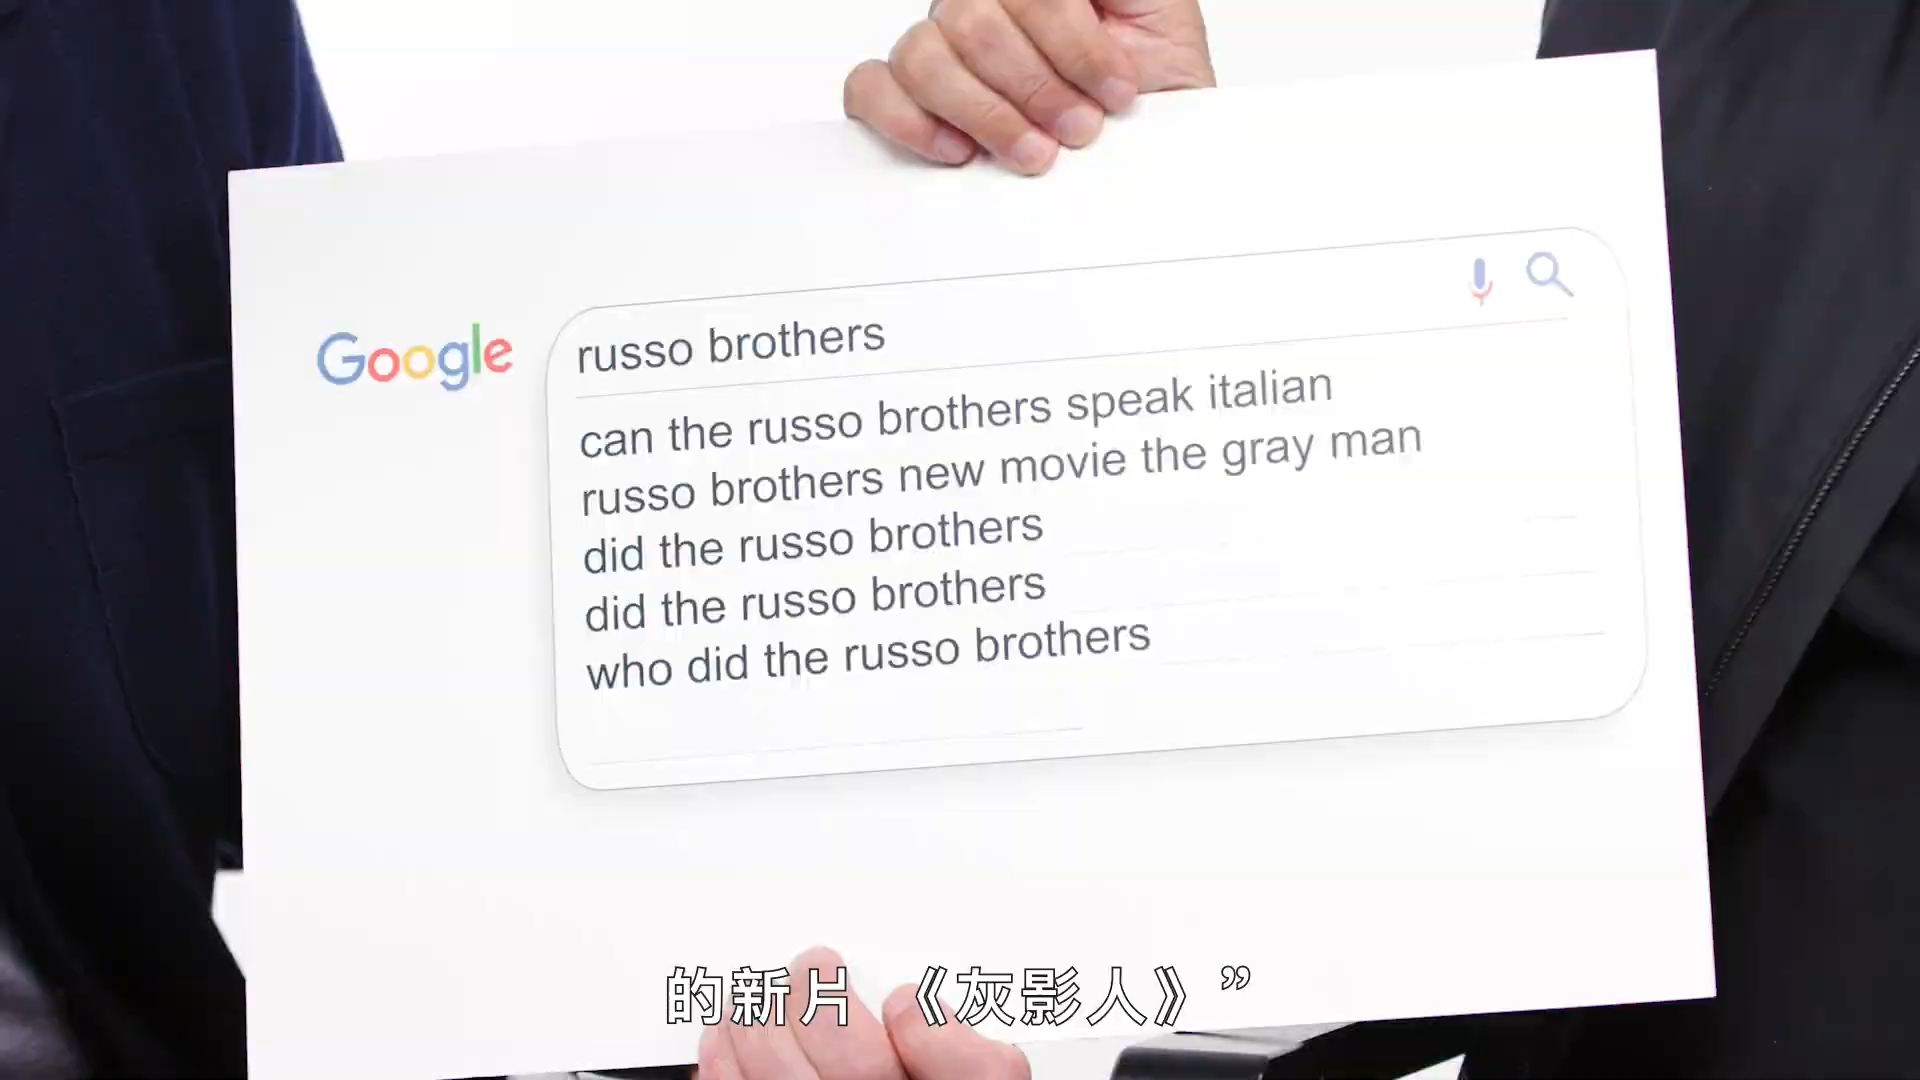 Google
russo brothers
can the russo brothers speak italian
russo brothers new movie the gray man
did the russo brothers
did the russo brothers
who did the russo brothers
的新片 《灰影人》”